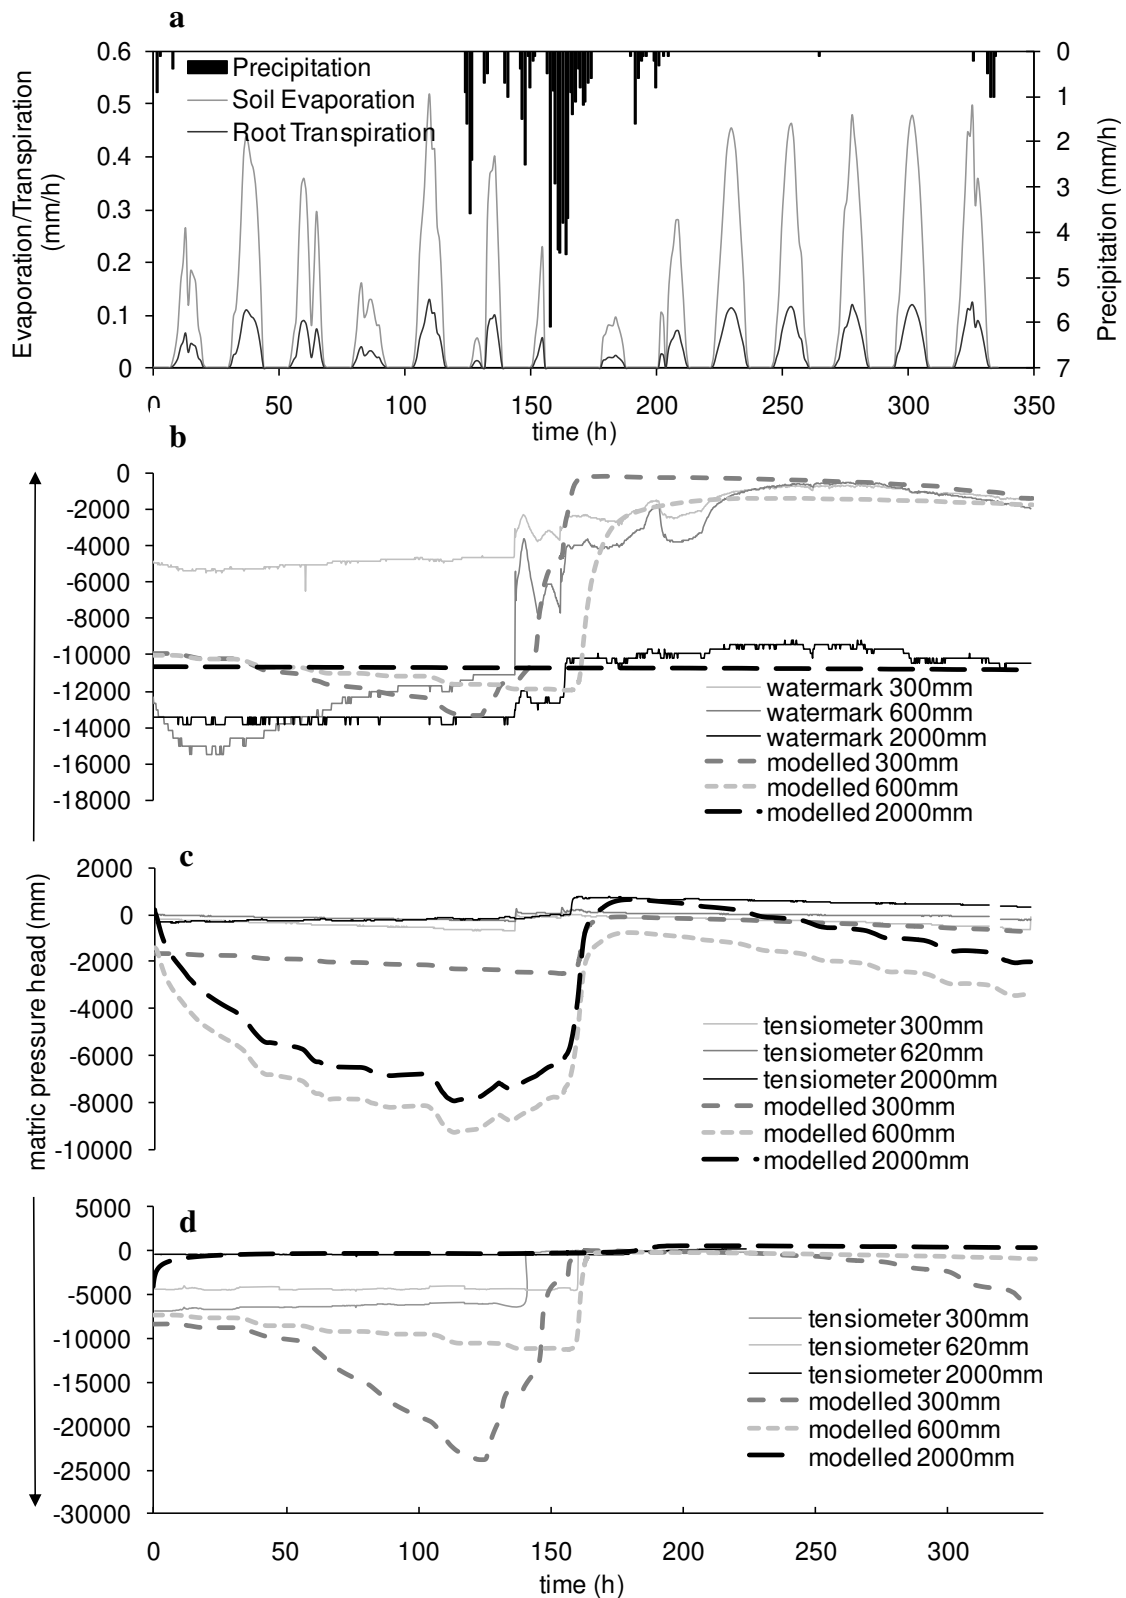 a
0.6
0.5
0.4
0.3
0.2
0.1
0
Evaporation/Transpiration
(mm/h)
Precipitation
Soil Evaporation
Root Transpiration
0
1
2
3
4
5
6
7
Precipitation (mm/h)
0 50 100 150 200 250 300 350
time (h)
b
0
-2000
-4000
-6000
-8000
-10000
-12000
-14000
-16000
-18000
watermark 300mm
watermark 600mm
watermark 2000mm
modelled 300mm
modelled 600mm
modelled 2000mm
matric pressure head (mm)
c
2000
0
-2000
-4000
-6000
-8000
-10000
tensiometer 300mm
tensiometer 620mm
tensiometer 2000mm
modelled 300mm
modelled 600mm
modelled 2000mm
d
5000
0
-5000
-10000
-15000
-20000
-25000
-30000
tensiometer 300mm
tensiometer 620mm
tensiometer 2000mm
modelled 300mm
modelled 600mm
modelled 2000mm
0 50 100 150 200 250 300
time (h)